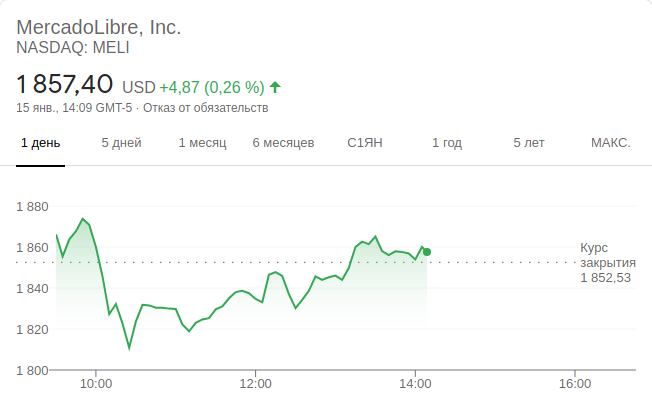 MercadoLibre, Inc.
NASDAQ: MELI
1 857,40 USD +4,87 (0,26 %)
15 янв., 14:09 GMT-5 · Отказ от обязательств
1 день 5 дней 1 месяц 6 месяцев С1ЯН 1 год 5 лет МАКС.
1 880
1 860
1 840
1 820
1 800
Курс
закрытия
1 852,53
10:00 12:00 14:00 16:00